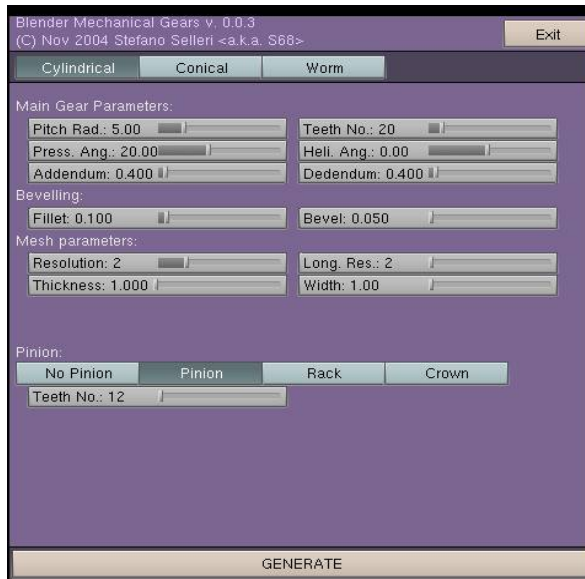 Blender Mechanical Gears v. 0.0.3
(C) Nov 2004 Stefano Selleri <a.k.a. S68>
Exit
Cylindrical Conical Worm
Main Gear Parameters:
Pitch Rad.: 5.00 Teeth No.: 20
Press. Ang.: 20.00 Heli. Ang.: 0.00
Addendum: 0.400 Dedendum: 0.400
Bevelling:
Fillet: 0.100 Bevel: 0.050
Mesh parameters:
Resolution: 2 Long. Res.: 2
Thickness: 1.000 Width: 1.00
Pinion:
No Pinion Pinion Rack Crown
Teeth No.: 12
GENERATE